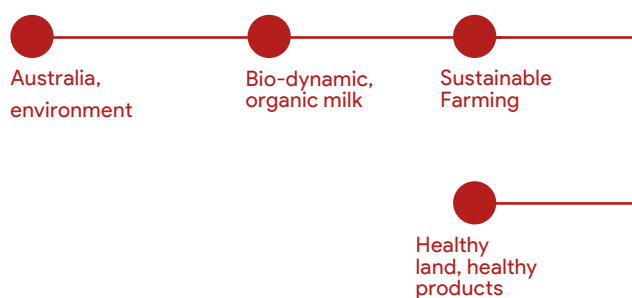 Australia,
environment
Bio-dynamic,
organic milk
Sustainable
Farming
Healthy
land, healthy
products